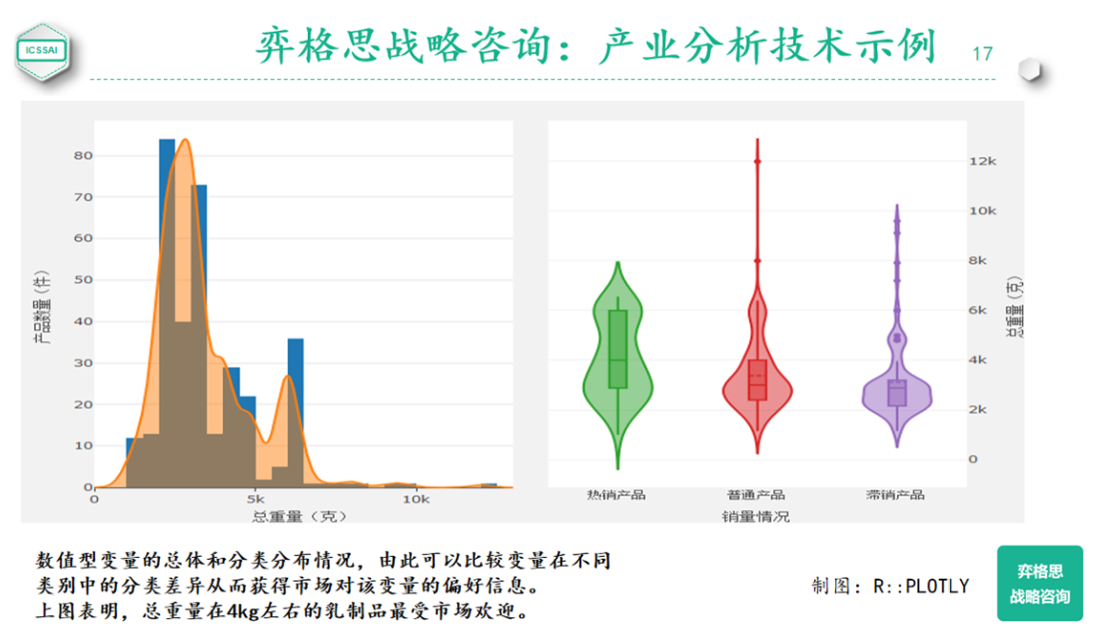 ICSSAI
弈格思战略咨询：产业分析技术示例
17
产品数量（件）
80
70
60
50
40
30
20
10
0
0
5k
10k
总重量（克）
12k
10k
8k
6k
4k
2k
0
总重量（克）
热销产品
普通产品
滞销产品
销量情况
数值型变量的总体和分类分布情况，由此可以比较变量在不同
类别中的分类差异从而获得市场对该变量的偏好信息。
上图表明，总重量在4kg左右的乳制品最受市场欢迎。
制图：R::PLOTLY
弈格思
战略咨询